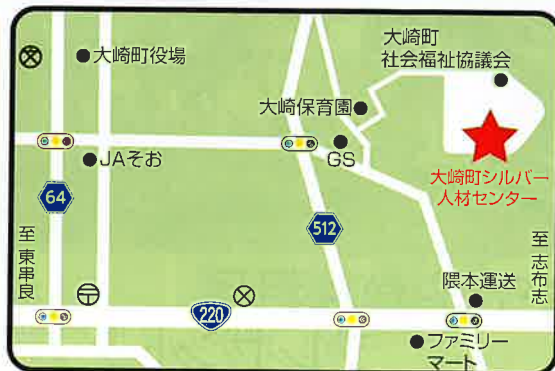 大崎町
社会福祉協議会
大崎町役場
大崎保育園
GS
JAそお
大崎町シルバー
人材センター
64
512
至 東串良
至 志布志
隈本運送
220
ファミリー
マート